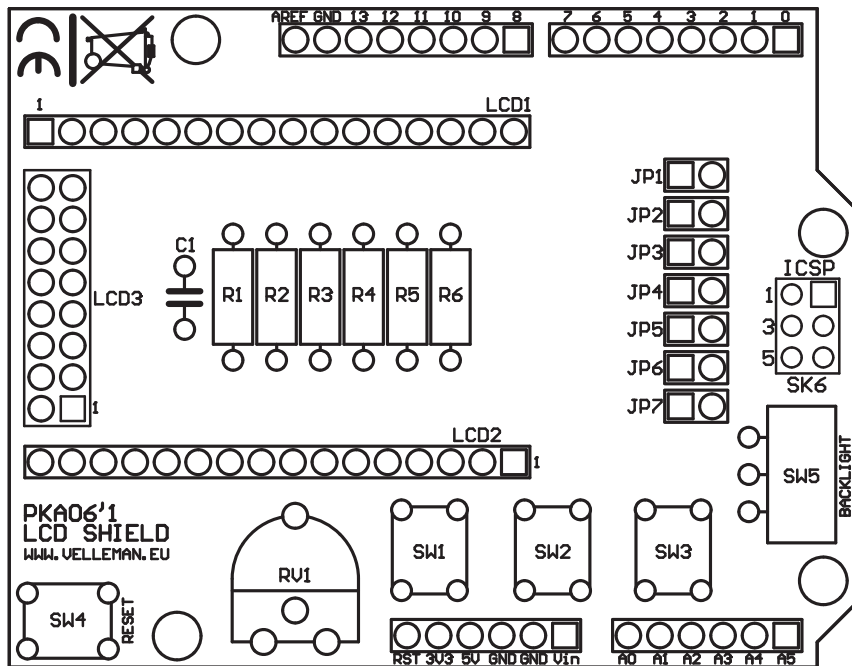 AREF GND 13 12 11 10 9 8
7 6 5 4 3 2 1 0
CE
1
LCD1
JP1
JP2
JP3
JP4
JP5
JP6
JP7
C1
R1 R2 R3 R4 R5 R6
LCD3
1
ICSP
1
3
5
SK6
LCD2
1
SW5
BACKLIGHT
PKA06'1
LCD SHIELD
WWW.VELLEMAN.EU
SW1
SW2
SW3
RV1
SW4
RESET
RST 3V3 5V GND GND Vin
A0 A1 A2 A3 A4 A5